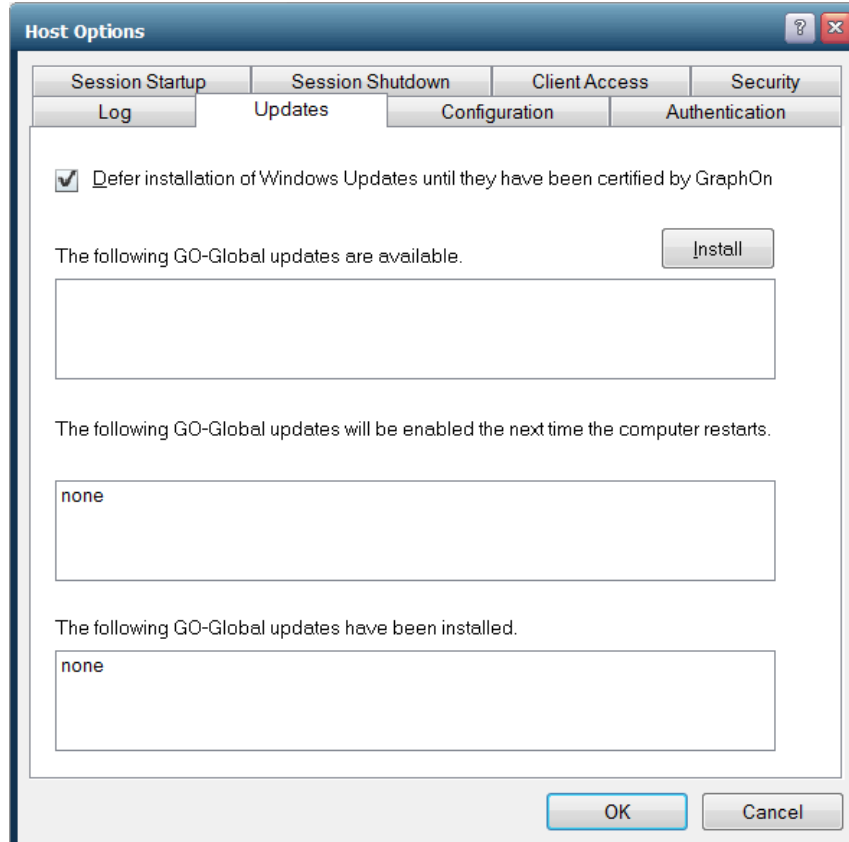 Host Options
?
Session Startup Session Shutdown Client Access Security
Log Updates Configuration Authentication
Defer installation of Windows Updates until they have been certified by GraphOn
The following GO-Global updates are available.
Install
The following GO-Global updates will be enabled the next time the computer restarts.
none
The following GO-Global updates have been installed.
none
OK Cancel